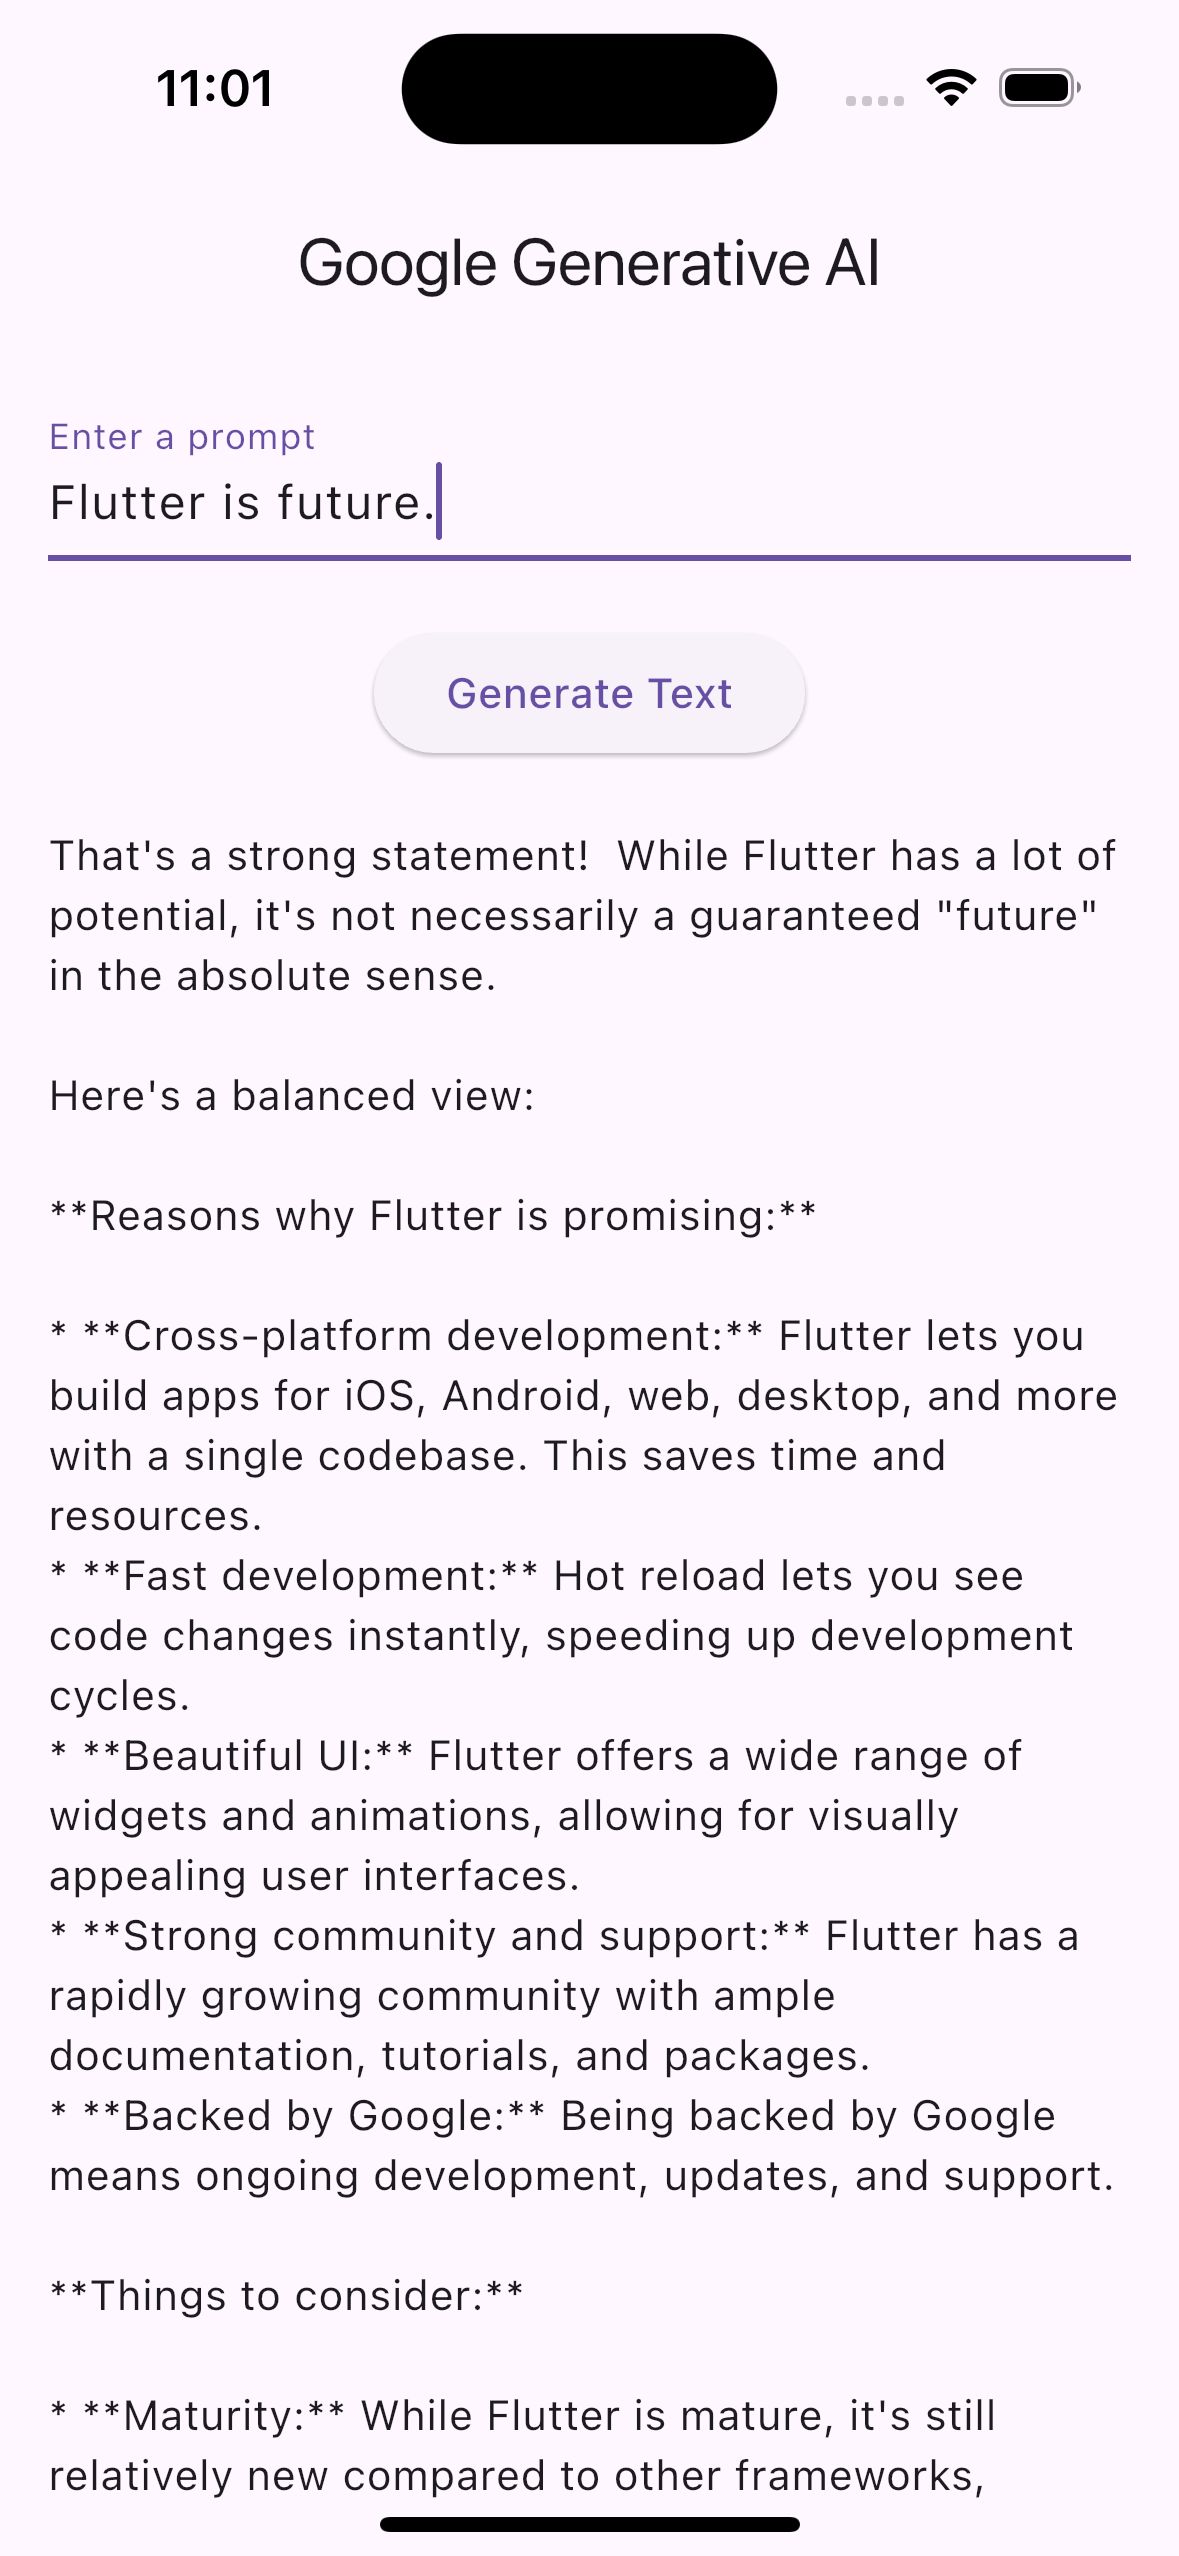 11:01
Google Generative AI
Enter a prompt
Flutter is future.
Generate Text
That's a strong statement!  While Flutter has a lot of
potential, it's not necessarily a guaranteed "future"
in the absolute sense.
Here's a balanced view:
**Reasons why Flutter is promising:**
* **Cross-platform development:** Flutter lets you
build apps for iOS, Android, web, desktop, and more
with a single codebase. This saves time and
resources.
* **Fast development:** Hot reload lets you see
code changes instantly, speeding up development
cycles.
* **Beautiful UI:** Flutter offers a wide range of
widgets and animations, allowing for visually
appealing user interfaces.
* **Strong community and support:** Flutter has a
rapidly growing community with ample
documentation, tutorials, and packages.
* **Backed by Google:** Being backed by Google
means ongoing development, updates, and support.
**Things to consider:**
* **Maturity:** While Flutter is mature, it's still
relatively new compared to other frameworks,